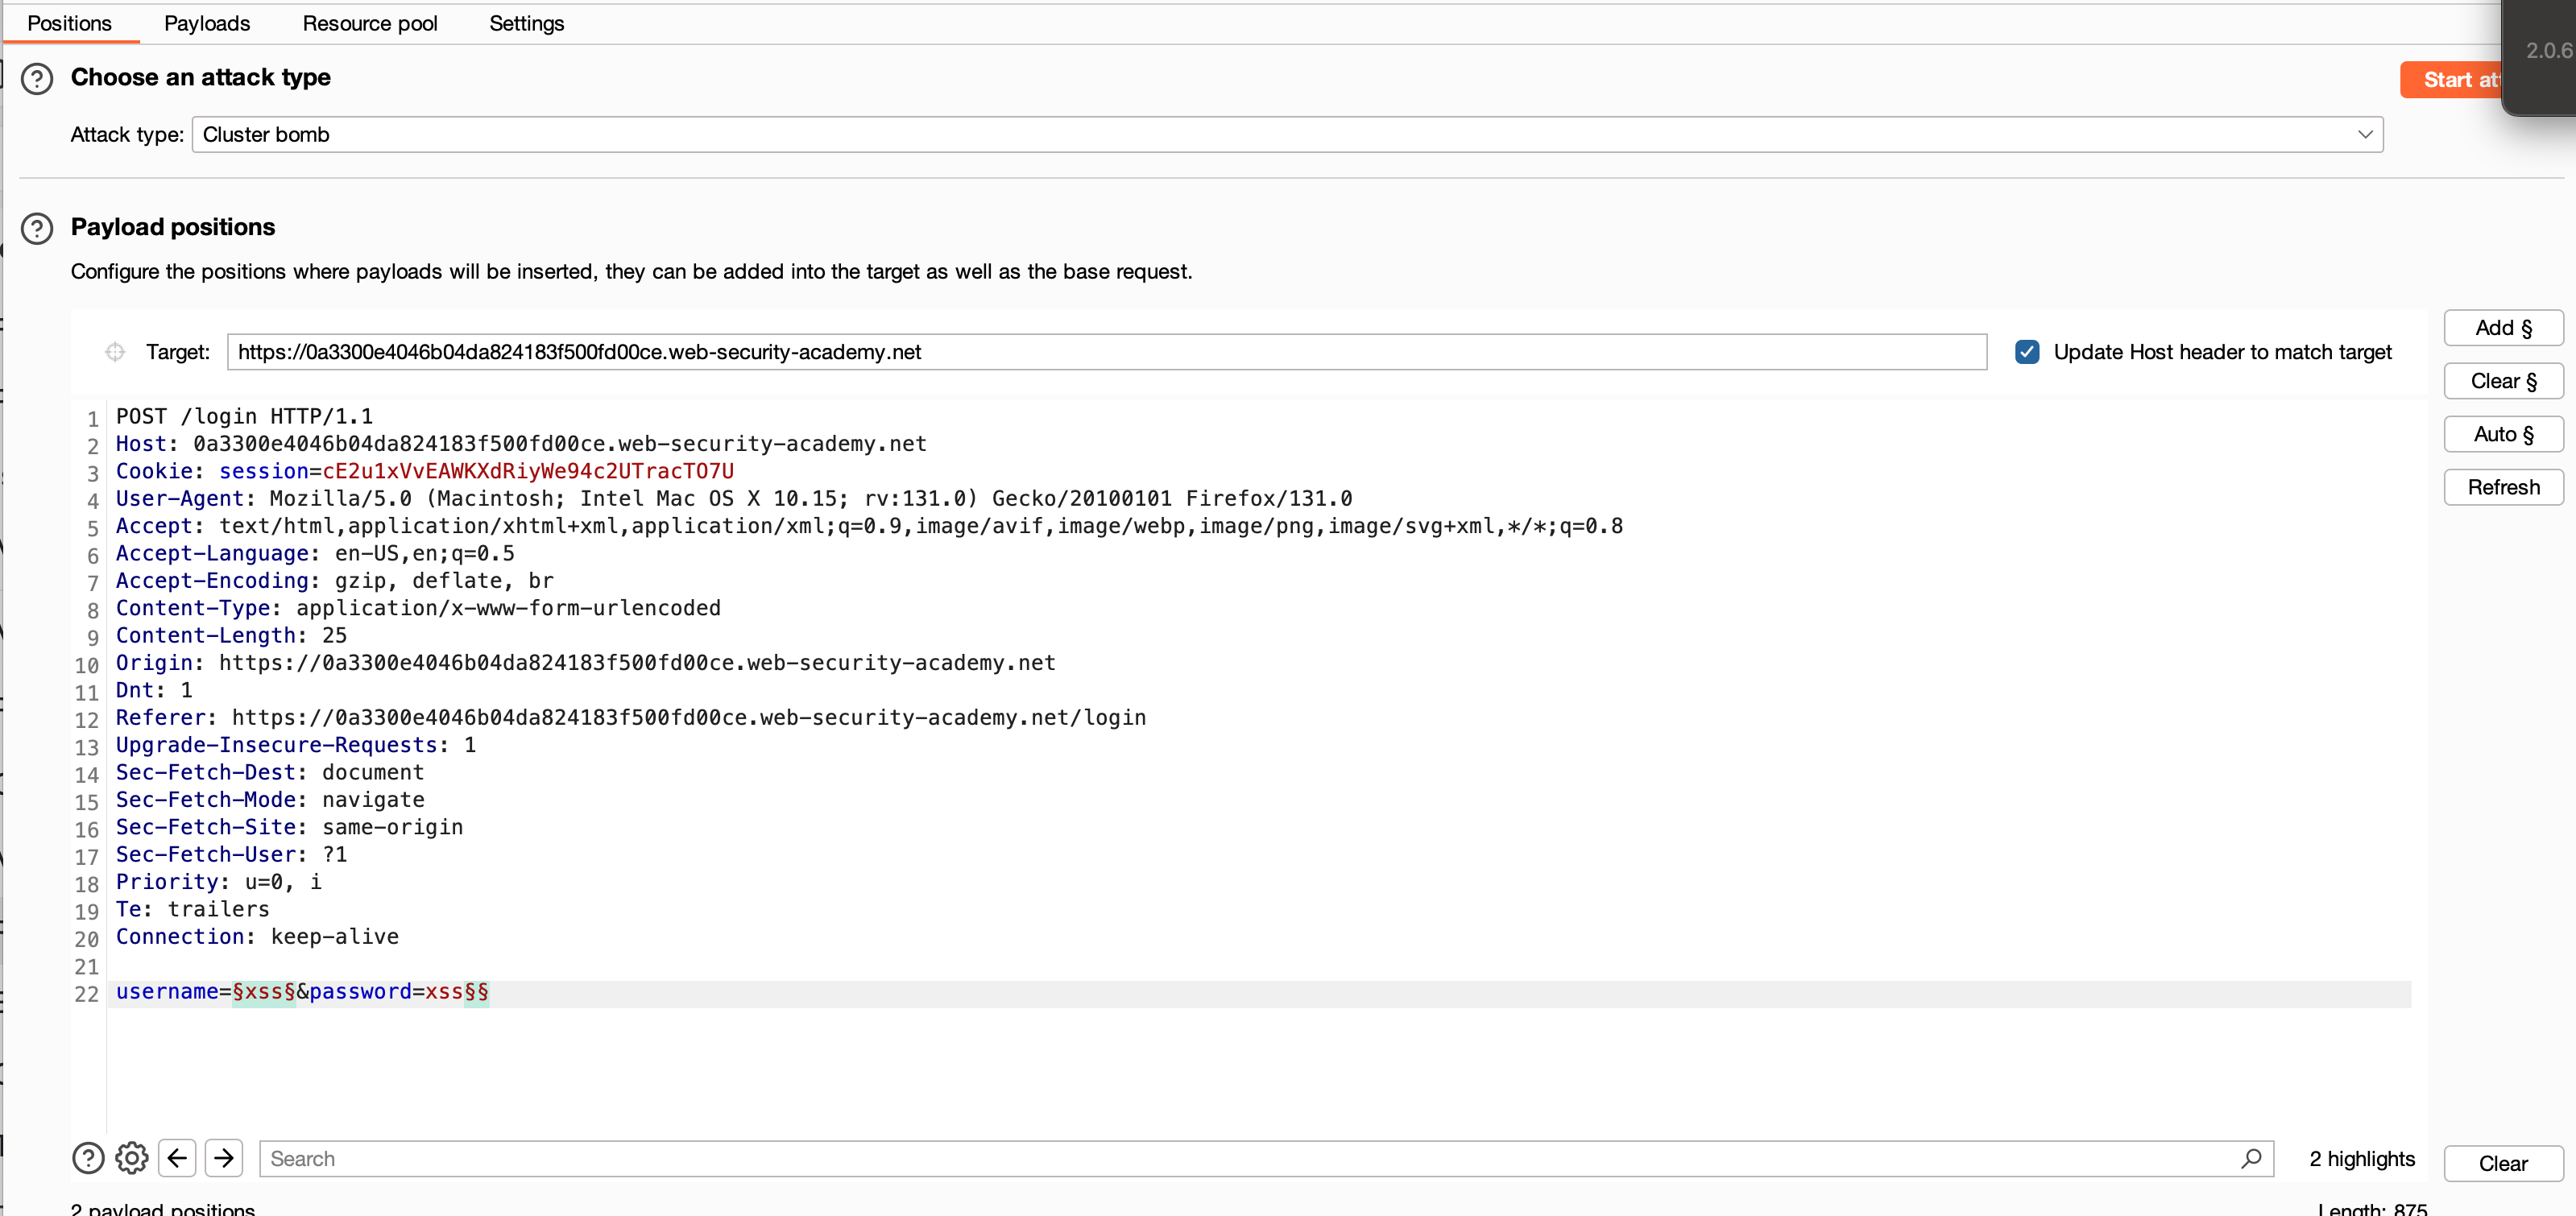 Positions Payloads Resource pool Settings
2.0.6
Choose an attack type
Start at
Attack type: Cluster bomb
Payload positions
Configure the positions where payloads will be inserted, they can be added into the target as well as the base request.
Target: https://0a3300e4046b04da824183f500fd00ce.web-security-academy.net
Update Host header to match target
Add §
Clear §
Auto §
Refresh
1 POST /login HTTP/1.1
2 Host: 0a3300e4046b04da824183f500fd00ce.web-security-academy.net
3 Cookie: session=cE2u1xVvEAWKXdRiyWe94c2UTracTO7U
4 User-Agent: Mozilla/5.0 (Macintosh; Intel Mac OS X 10.15; rv:131.0) Gecko/20100101 Firefox/131.0
5 Accept: text/html,application/xhtml+xml,application/xml;q=0.9,image/avif,image/webp,image/png,image/svg+xml,*/*;q=0.8
6 Accept-Language: en-US,en;q=0.5
7 Accept-Encoding: gzip, deflate, br
8 Content-Type: application/x-www-form-urlencoded
9 Content-Length: 25
10 Origin: https://0a3300e4046b04da824183f500fd00ce.web-security-academy.net
11 Dnt: 1
12 Referer: https://0a3300e4046b04da824183f500fd00ce.web-security-academy.net/login
13 Upgrade-Insecure-Requests: 1
14 Sec-Fetch-Dest: document
15 Sec-Fetch-Mode: navigate
16 Sec-Fetch-Site: same-origin
17 Sec-Fetch-User: ?1
18 Priority: u=0, i
19 Te: trailers
20 Connection: keep-alive
21
22 username=§xss§&password=xss§§
Search
2 highlights
Clear
2 payload positions
Length: 875